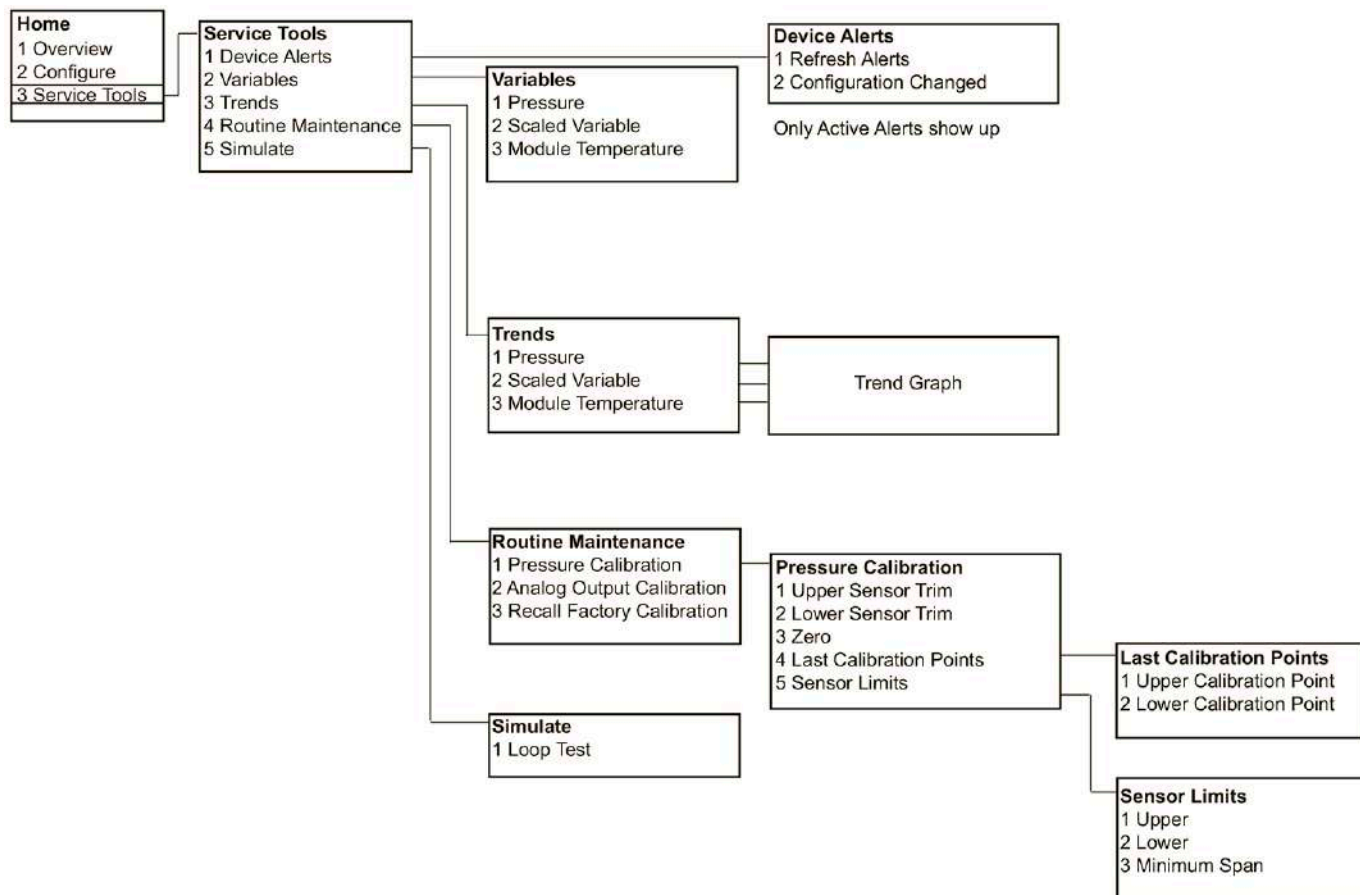 Home
1 Overview
2 Configure
3 Service Tools
Service Tools
1 Device Alerts
2 Variables
3 Trends
4 Routine Maintenance
5 Simulate
Device Alerts
1 Refresh Alerts
2 Configuration Changed
Only Active Alerts show up
Variables
1 Pressure
2 Scaled Variable
3 Module Temperature
Trends
1 Pressure
2 Scaled Variable
3 Module Temperature
Trend Graph
Routine Maintenance
1 Pressure Calibration
2 Analog Output Calibration
3 Recall Factory Calibration
Pressure Calibration
1 Upper Sensor Trim
2 Lower Sensor Trim
3 Zero
4 Last Calibration Points
5 Sensor Limits
Last Calibration Points
1 Upper Calibration Point
2 Lower Calibration Point
Simulate
1 Loop Test
Sensor Limits
1 Upper
2 Lower
3 Minimum Span